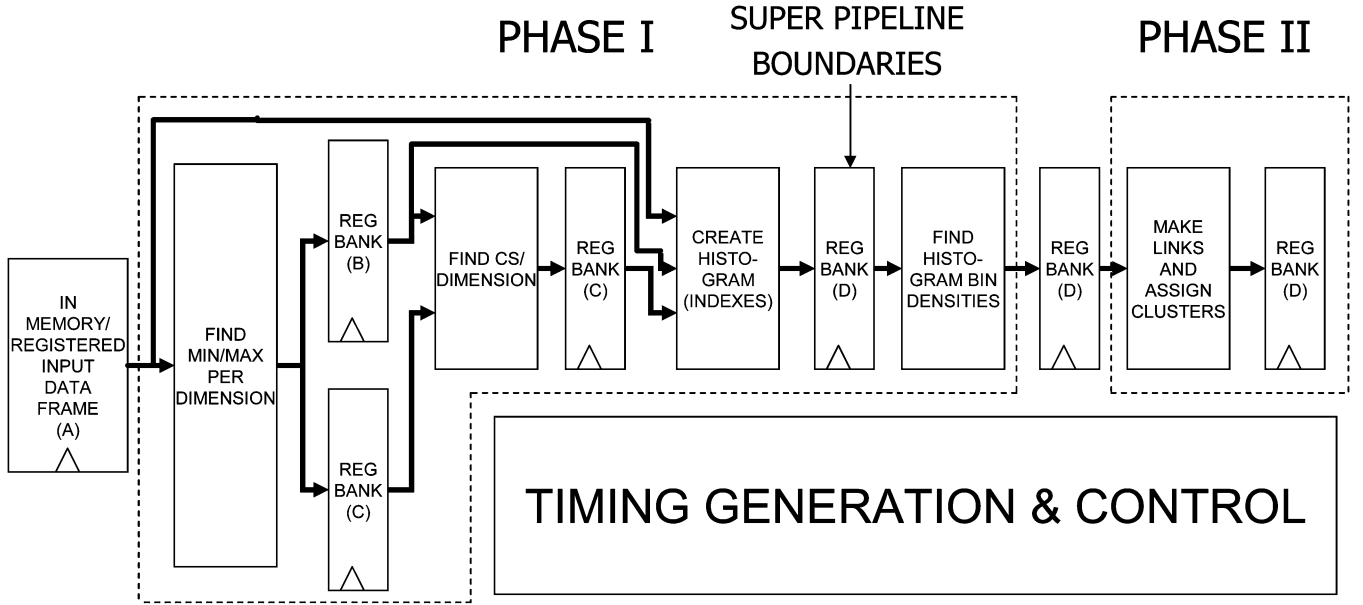 PHASE I
SUPER PIPELINE
BOUNDARIES
PHASE II
IN
MEMORY/
REGISTERED
INPUT
DATA
FRAME
(A)
FIND
MIN/MAX
PER
DIMENSION
REG
BANK
(B)
REG
BANK
(C)
FIND CS/
DIMENSION
REG
BANK
(C)
CREATE
HISTO-
GRAM
(INDEXES)
REG
BANK
(D)
FIND
HISTO-
GRAM BIN
DENSITIES
REG
BANK
(D)
MAKE
LINKS
AND
ASSIGN
CLUSTERS
REG
BANK
(D)
TIMING GENERATION & CONTROL